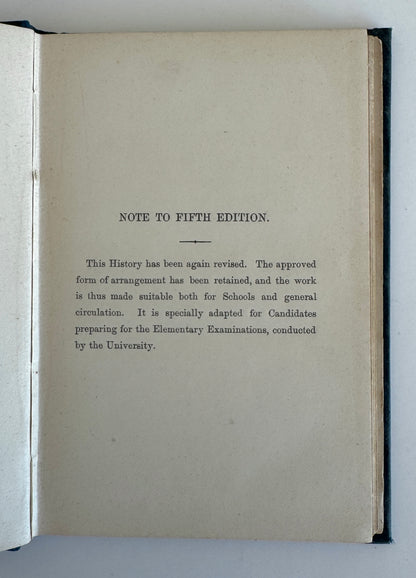 NOTE TO FIFTH EDITION.
This History has been again revised. The approved
form of arrangement has been retained, and the work
is thus made suitable both for Schools and general
circulation. It is specially adapted for Candidates
preparing for the Elementary Examinations, conducted
by the University.